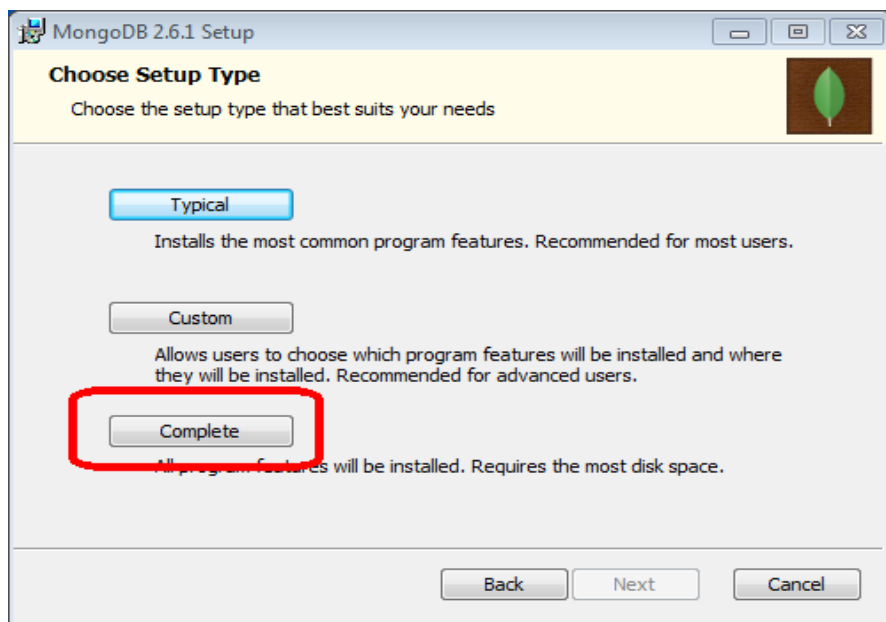 MongoDB 2.6.1 Setup
Choose Setup Type
Choose the setup type that best suits your needs
Typical
Installs the most common program features. Recommended for most users.
Custom
Allows users to choose which program features will be installed and where
they will be installed. Recommended for advanced users.
Complete
All program features will be installed. Requires the most disk space.
Back Next Cancel